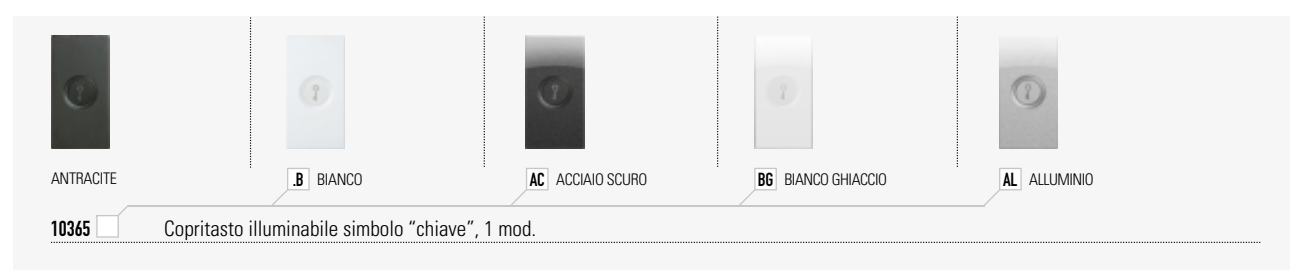 ANTRACITE
.B BIANCO
AC ACCIAIO SCURO
BG BIANCO GHIACCIO
AL ALLUMINIO
10365 Copritasto illuminabile simbolo “chiave”, 1 mod.